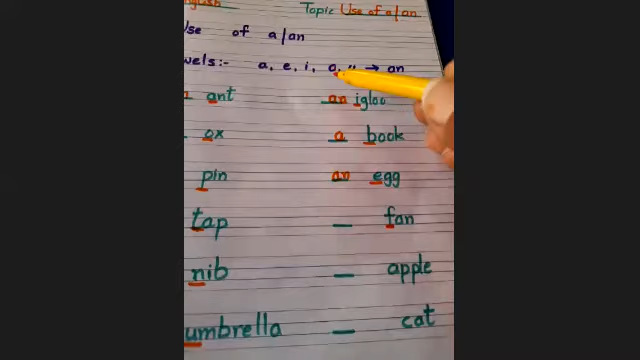 English Topic Use of a/an
Use of a/an
vowels:- a, e, i, o, u → an
ant an igloo
ox a book
pin an egg
tap _ fan
nib _ apple
umbrella _ cat